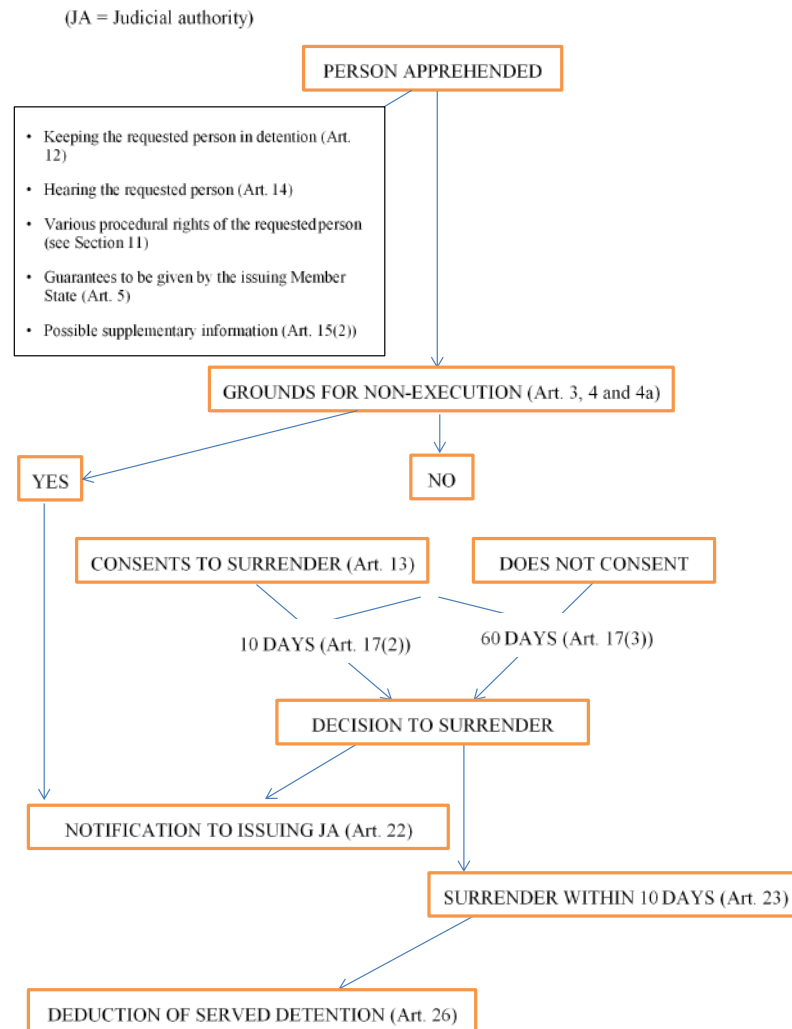 (JA = Judicial authority)
PERSON APPREHENDED
• Keeping the requested person in detention (Art.
12)
• Hearing the requested person (Art. 14)
• Various procedural rights of the requestedperson
(see Section 11)
• Guarantees to be given by the issuing Member
State (Art. 5)
• Possible supplementary information (Art. 15(2))
GROUNDS FOR NON-EXECUTION (Art. 3, 4 and 4a)
YES
NO
CONSENTS TO SURRENDER (Art. 13)
DOES NOT CONSENT
10 DAYS (Art. 17(2))
60 DAYS (Art. 17(3))
DECISION TO SURRENDER
NOTIFICATION TO ISSUING JA (Art. 22)
SURRENDER WITHIN 10 DAYS (Art. 23)
DEDUCTION OF SERVED DETENTION (Art. 26)